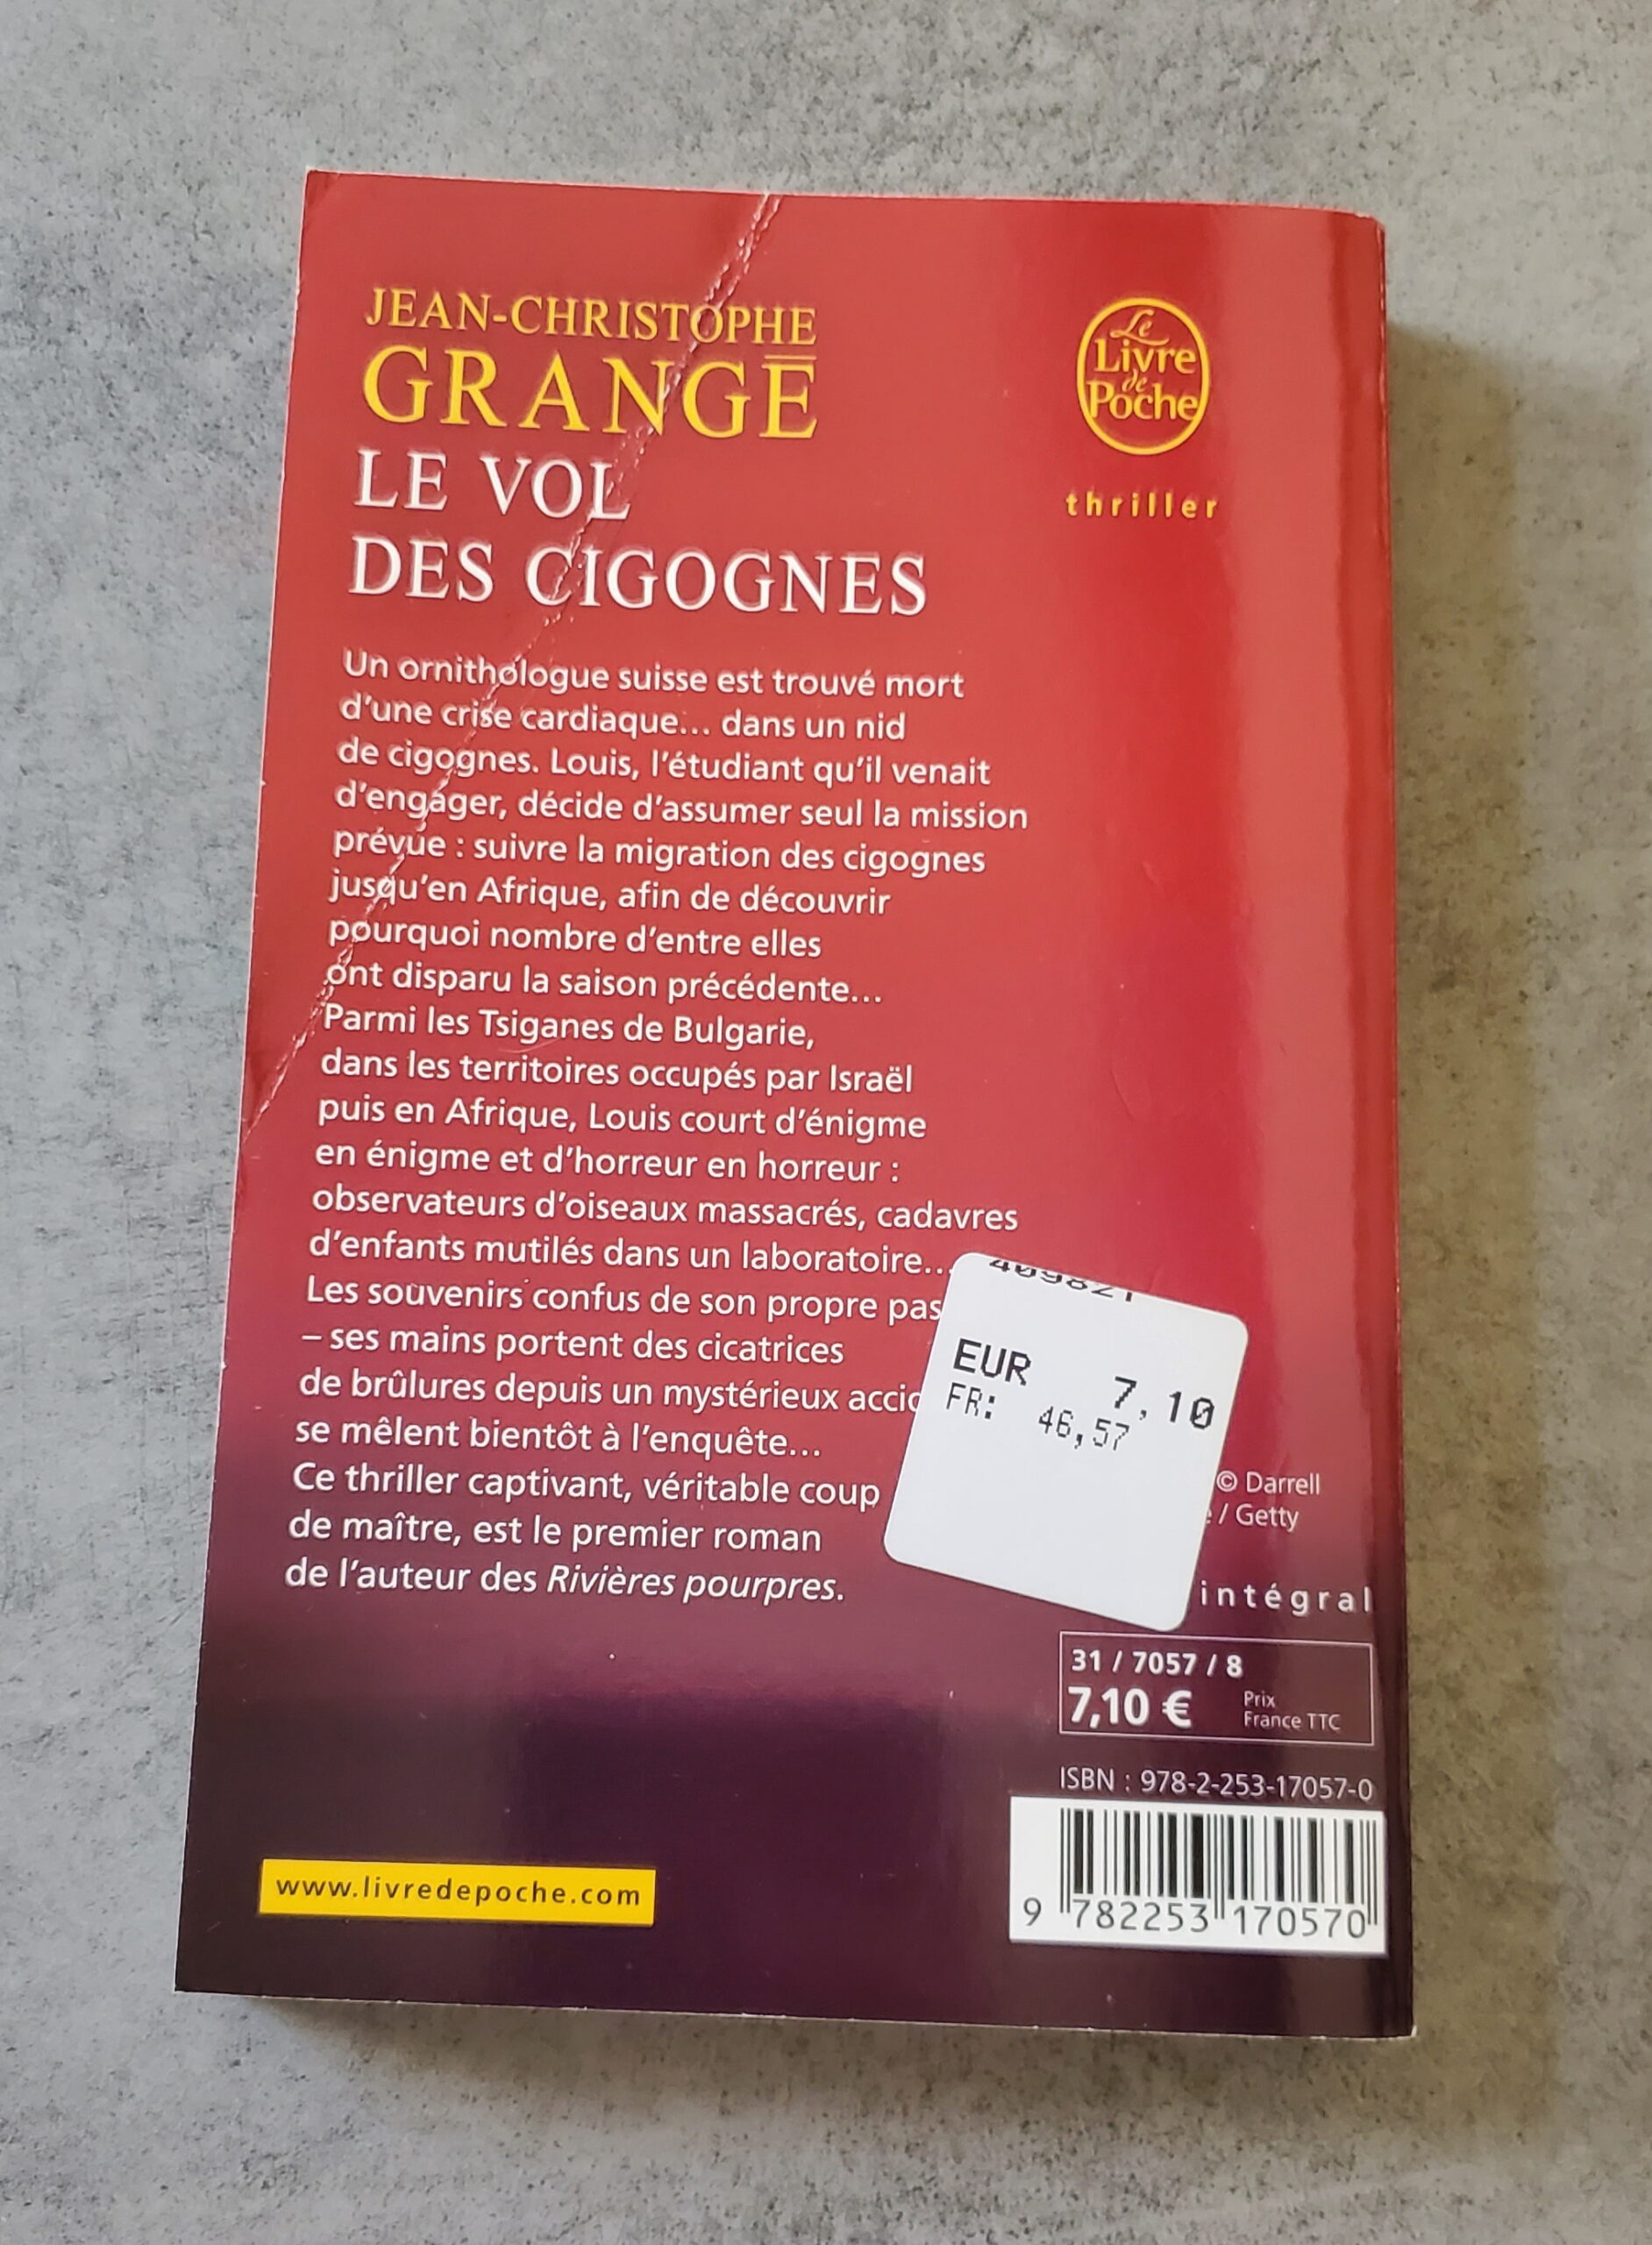 JEAN-CHRISTOPHE
GRANGÉ
LE VOL
DES CIGOGNES
Le
Livre
de
Poche
thriller
Un ornithologue suisse est trouvé mort
d'une crise cardiaque... dans un nid
de cigognes. Louis, l'étudiant qu'il venait
d'engager, décide d'assumer seul la mission
prévue : suivre la migration des cigognes
jusqu'en Afrique, afin de découvrir
pourquoi nombre d'entre elles
ont disparu la saison précédente...
Parmi les Tsiganes de Bulgarie,
dans les territoires occupés par Israël
puis en Afrique, Louis court d'énigme
en énigme et d'horreur en horreur :
observateurs d'oiseaux massacrés, cadavres
d'enfants mutilés dans un laboratoire...
Les souvenirs confus de son propre
– ses mains portent des cicatrices
de brûlures depuis un mystérieux
se mêlent bientôt à l'enquête...
Ce thriller captivant, véritable coup
de maître, est le premier roman
de l'auteur des Rivières pourpres.
EUR 7,10
FR: 46,57
© Darrell
/ Getty
intégral
31 / 7057 / 8
7,10 € Prix
France TTC
ISBN : 978-2-253-17057-0
9 782253 170570
www.livredepoche.com